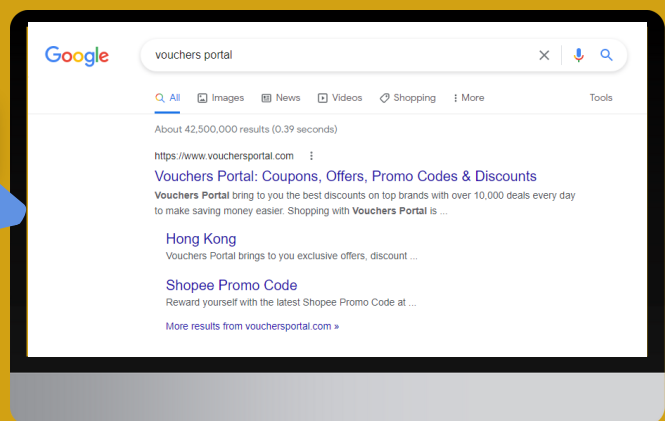 Google
vouchers portal
All Images News Videos Shopping More Tools
About 42,500,000 results (0.39 seconds)
https://www.vouchersportal.com
Vouchers Portal: Coupons, Offers, Promo Codes & Discounts
Vouchers Portal bring to you the best discounts on top brands with over 10,000 deals every day
to make saving money easier. Shopping with Vouchers Portal is ...
Hong Kong
Vouchers Portal brings to you exclusive offers, discount ...
Shopee Promo Code
Reward yourself with the latest Shopee Promo Code at ...
More results from vouchersportal.com »